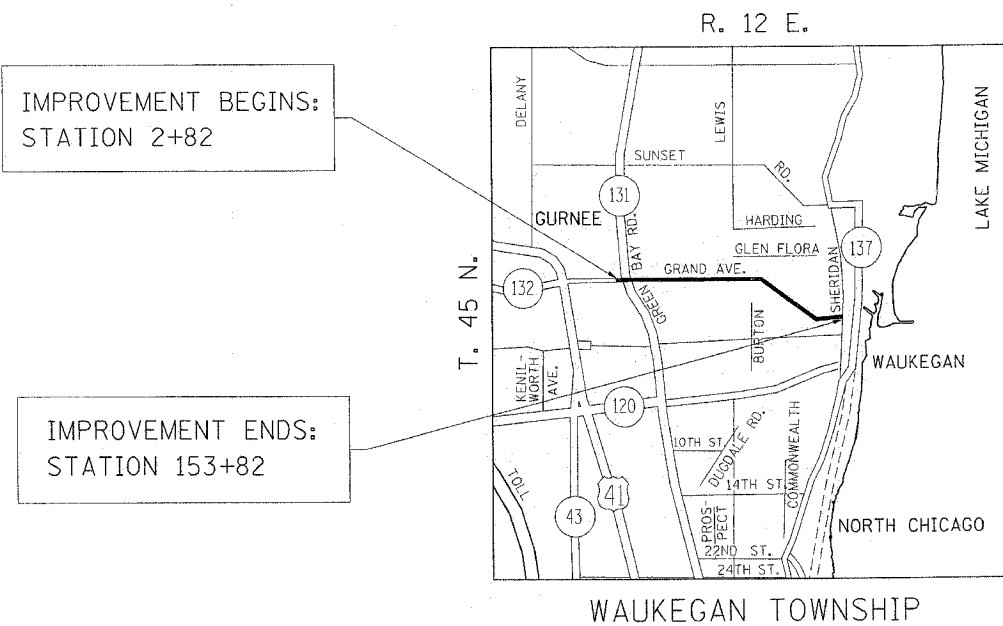 R. 12 E.
IMPROVEMENT BEGINS:
STATION 2+82
DELANY
LEWIS
LAKE MICHIGAN
SUNSET
RD.
131
GURNEE
BAY RD.
HARDING
GLEN FLORA
137
T. 45 N.
132
GRAND AVE.
SHERIDAN
GREEN
BURTON
WAUKEGAN
KENIL-
WORTH
AVE.
120
IMPROVEMENT ENDS:
STATION 153+82
10TH ST.
DUGDALE RD.
COMMONWEALTH
14TH ST.
TOLL
41
43
PROS-
PECT
NORTH CHICAGO
22ND ST.
24TH ST.
WAUKEGAN TOWNSHIP